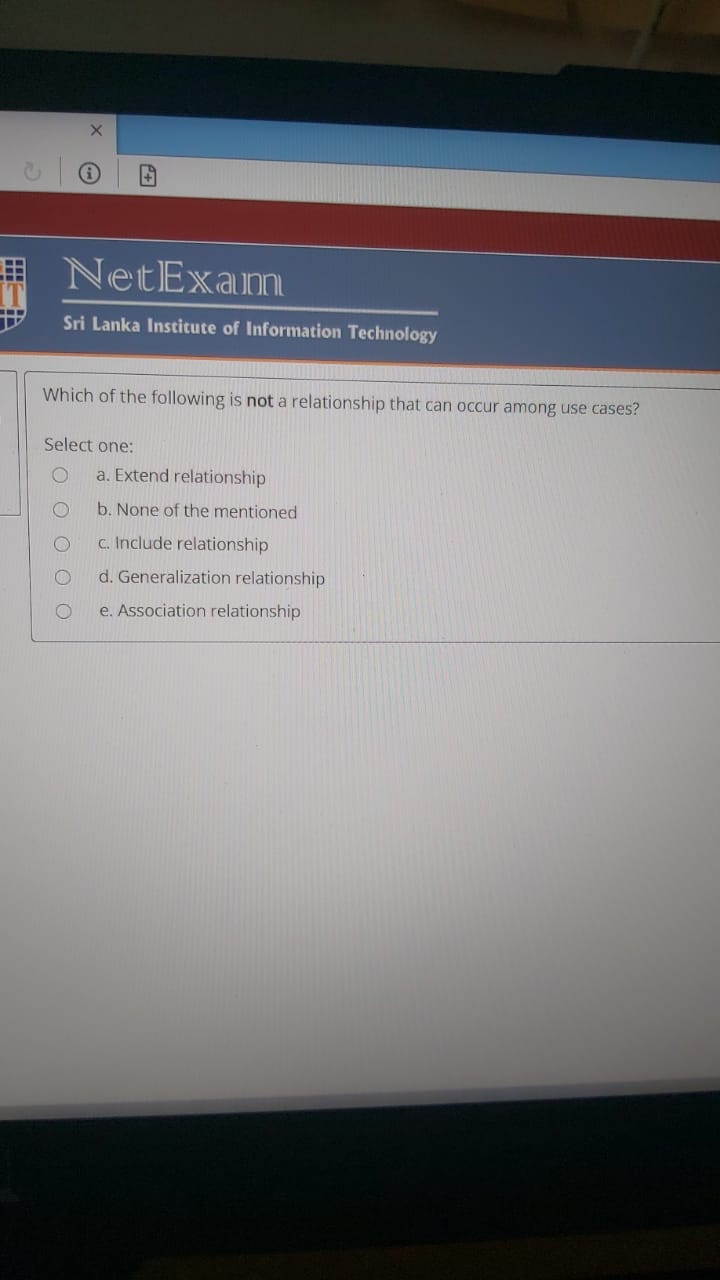 NetExam
IT
Sri Lanka Institute of Information Technology
Which of the following is not a relationship that can occur among use cases?
Select one:
a. Extend relationship
b. None of the mentioned
c. Include relationship
d. Generalization relationship
e. Association relationship